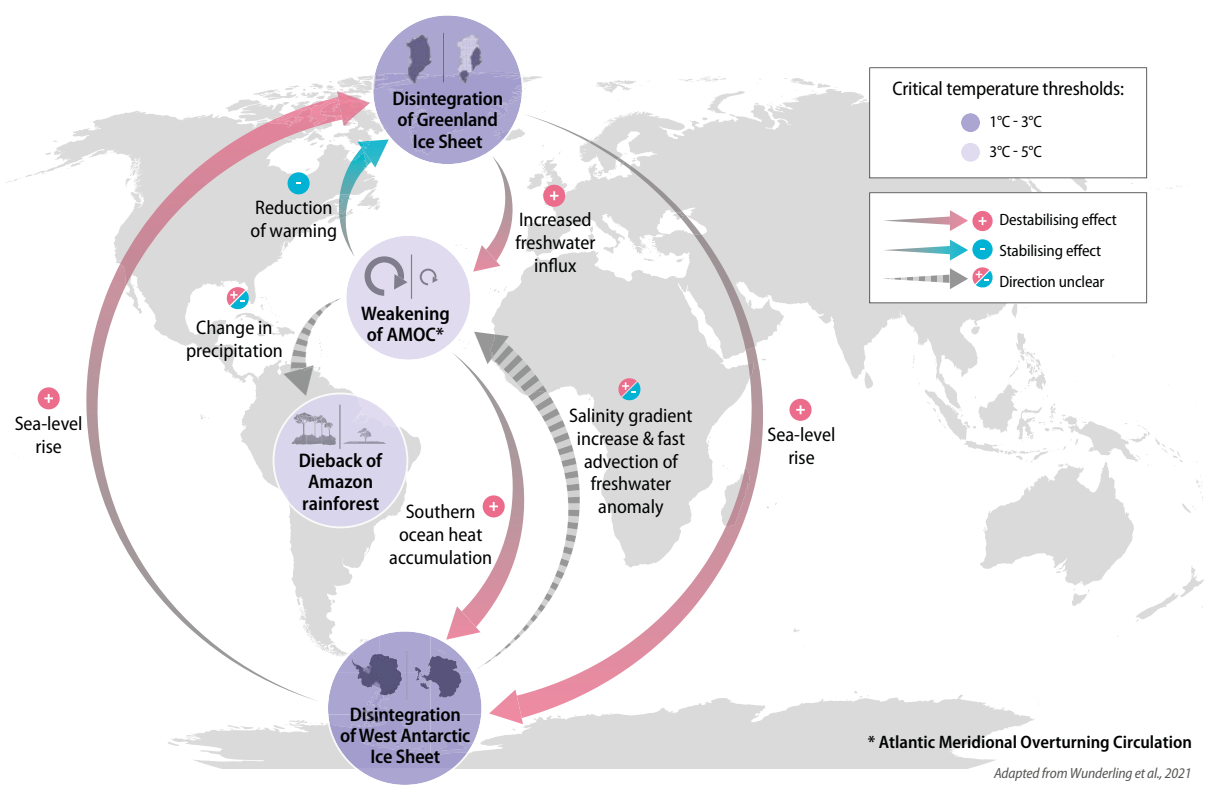 Disintegration
of Greenland
Ice Sheet
Critical temperature thresholds:
1°C - 3°C
3°C - 5°C
+ Destabilising effect
- Stabilising effect
+- Direction unclear
-
Reduction
of warming
+
Increased
freshwater
influx
Weakening
of AMOC*
+-
Change in
precipitation
+
Sea-level
rise
Dieback of
Amazon
rainforest
+-
Salinity gradient
increase & fast
advection of
freshwater
anomaly
+
Sea-level
rise
+
Southern
ocean heat
accumulation
Disintegration
of West Antarctic
Ice Sheet
* Atlantic Meridional Overturning Circulation
Adapted from Wunderling et al., 2021